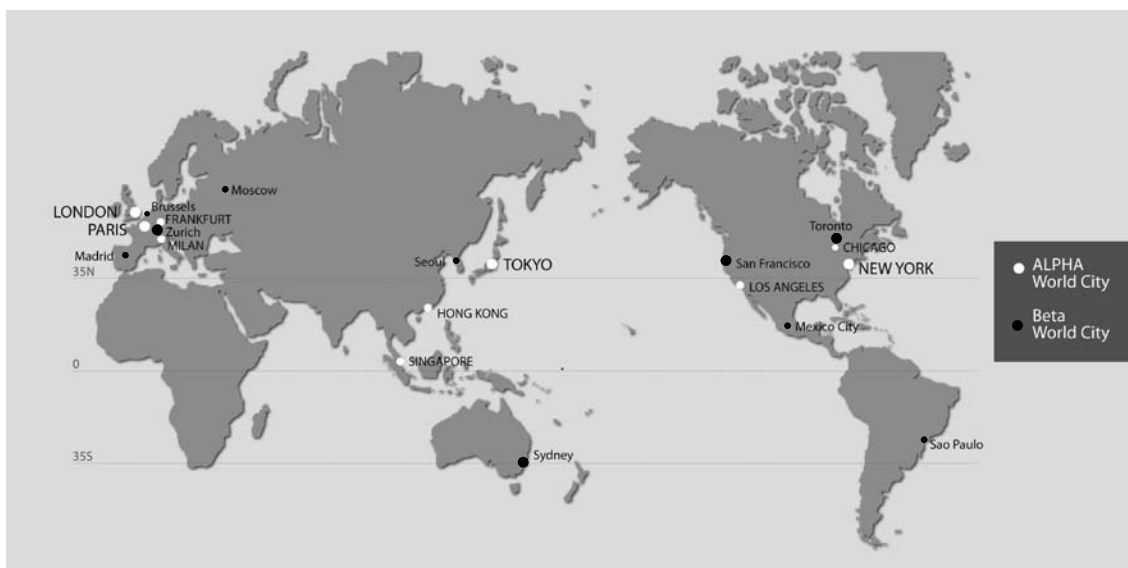 Moscow
LONDON
Brussels
FRANKFURT
PARIS
Zurich
MILAN
Madrid
35N
Seoul
TOKYO
HONG KONG
SINGAPORE
0
355
Sydney
Toronto
CHICAGO
San Francisco
NEW YORK
LOS ANGELES
Mexico City
Sao Paulo
ALPHA
World City
Beta
World City